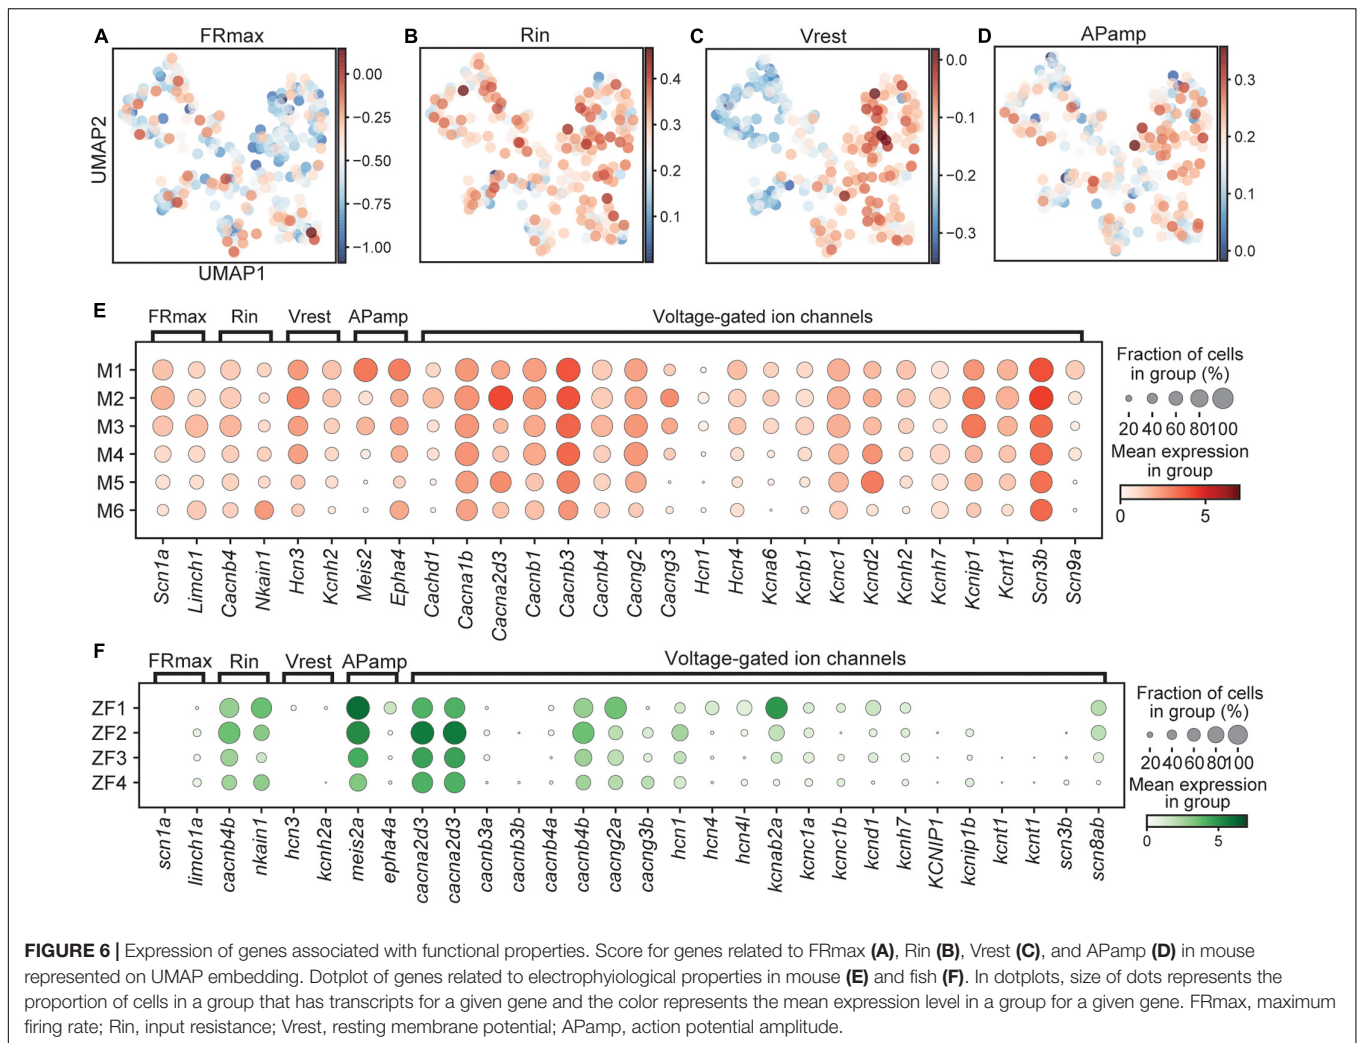 A FRmax
B Rin
C Vrest
D APamp
0.00
−0.25
−0.50
−0.75
−1.00
0.4
0.3
0.2
0.1
0.0
−0.1
−0.2
−0.3
0.3
0.2
0.1
0.0
UMAP2
UMAP1
E
FRmax Rin Vrest APamp Voltage-gated ion channels
M1
M2
M3
M4
M5
M6
Scn1a Limch1 Cacnb4 Nkain1 Hcn3 Kcnh2 Meis2 Epha4 Cachd1 Cacna1b Cacna2d3 Cacnb1 Cacnb3 Cacnb4 Cacng2 Cacng3 Hcn1 Hcn4 Kcna6 Kcnb1 Kcnc1 Kcnd2 Kcnh2 Kcnh7 Kcnip1 Kcnt1 Scn3b Scn9a
Fraction of cells
in group (%)
20 40 60 80100
Mean expression
in group
0 5
F
FRmax Rin Vrest APamp Voltage-gated ion channels
ZF1
ZF2
ZF3
ZF4
scn1a limch1a cacnb4b nkain1 hcn3 kcnh2a meis2a epha4a cacna2d3 cacna2d3 cacnb3a cacnb3b cacnb4a cacnb4b cacng2a cacng3b hcn1 hcn4 hcn4l kcnab2a kcnc1a kcnc1b kcnd1 kcnh7 KCNIP1 kcnip1b kcnt1 kcnt1 scn3b scn8ab
Fraction of cells
in group (%)
20 40 60 80100
Mean expression
in group
0 5
FIGURE 6 | Expression of genes associated with functional properties. Score for genes related to FRmax (A), Rin (B), Vrest (C), and APamp (D) in mouse
represented on UMAP embedding. Dotplot of genes related to electrophyiological properties in mouse (E) and fish (F). In dotplots, size of dots represents the
proportion of cells in a group that has transcripts for a given gene and the color represents the mean expression level in a group for a given gene. FRmax, maximum
firing rate; Rin, input resistance; Vrest, resting membrane potential; APamp, action potential amplitude.